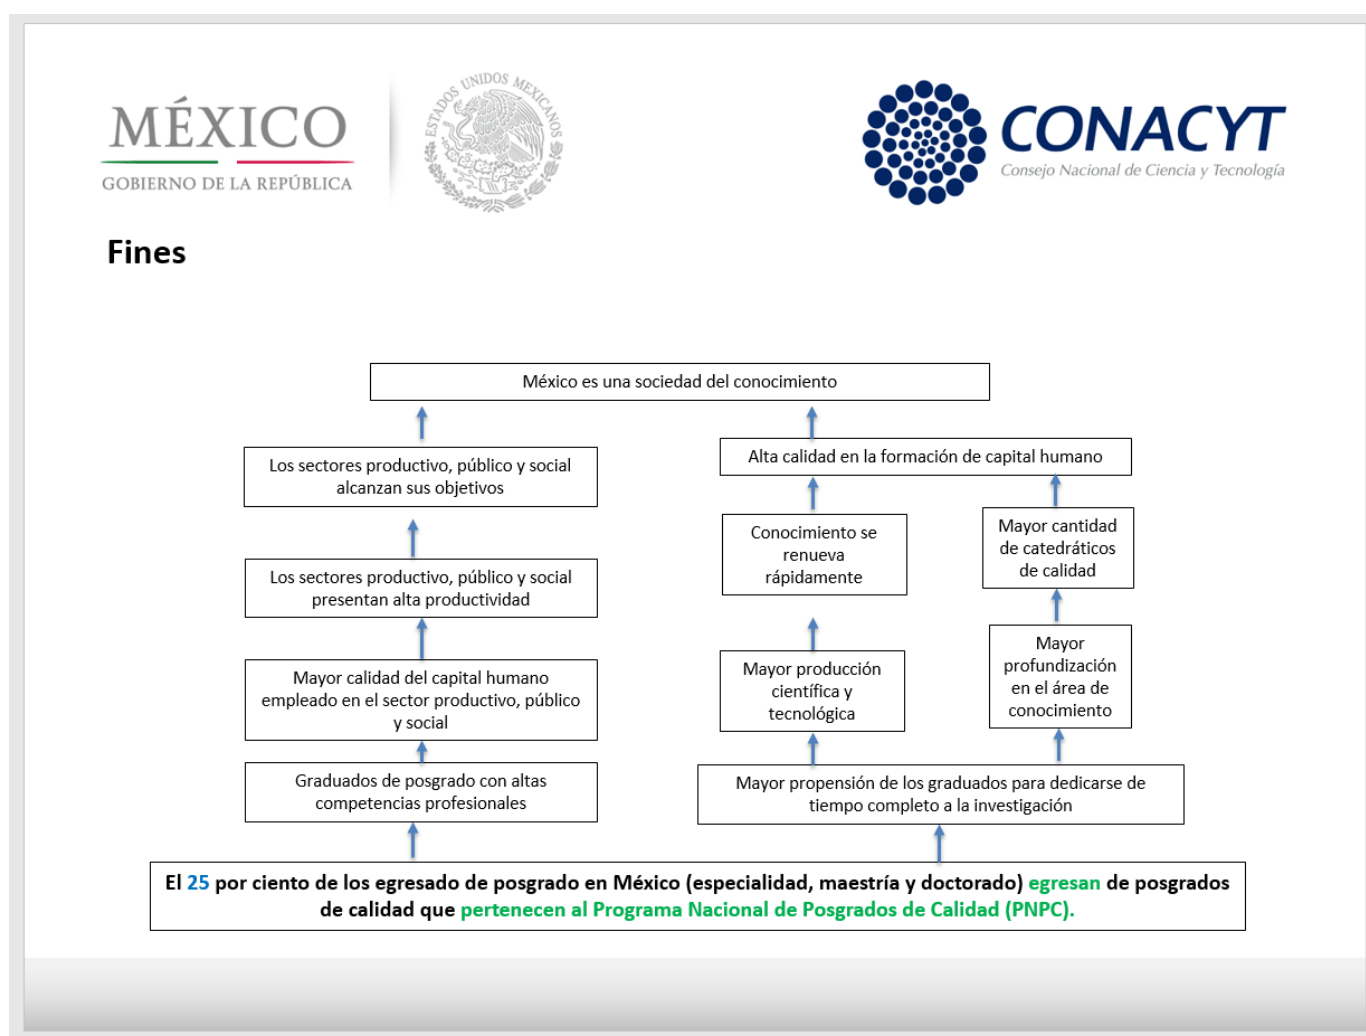 MÉXICO
GOBIERNO DE LA REPÚBLICA
ESTADOS UNIDOS MEXICANOS
CONACYT
Consejo Nacional de Ciencia y Tecnología
Fines
México es una sociedad del conocimiento
Los sectores productivo, público y social
alcanzan sus objetivos
Los sectores productivo, público y social
presentan alta productividad
Mayor calidad del capital humano
empleado en el sector productivo, público
y social
Graduados de posgrado con altas
competencias profesionales
Alta calidad en la formación de capital humano
Conocimiento se
renueva
rápidamente
Mayor producción
científica y
tecnológica
Mayor cantidad
de catedráticos
de calidad
Mayor
profundización
en el área de
conocimiento
Mayor propensión de los graduados para dedicarse de
tiempo completo a la investigación
El 25 por ciento de los egresado de posgrado en México (especialidad, maestría y doctorado) egresan de posgrados
de calidad que pertenecen al Programa Nacional de Posgrados de Calidad (PNPC).